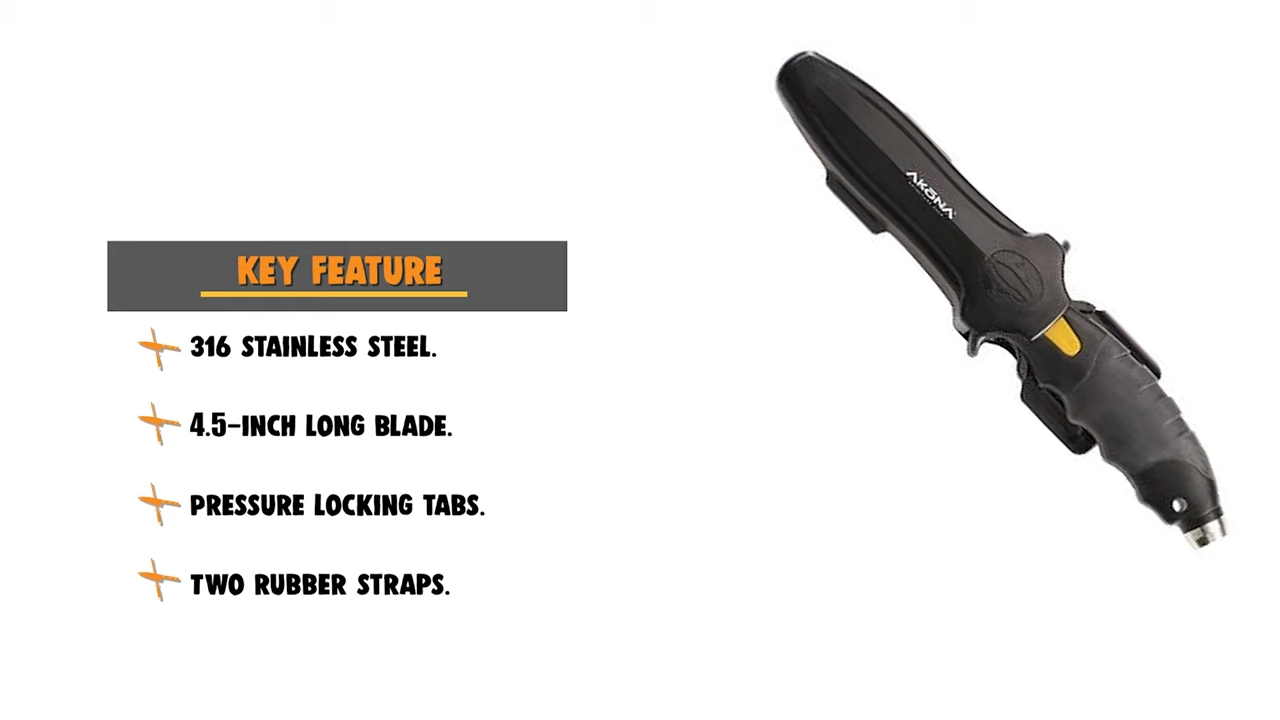 KEY FEATURE
316 STAINLESS STEEL.
4.5-INCH LONG BLADE.
PRESSURE LOCKING TABS.
TWO RUBBER STRAPS.
AKONA